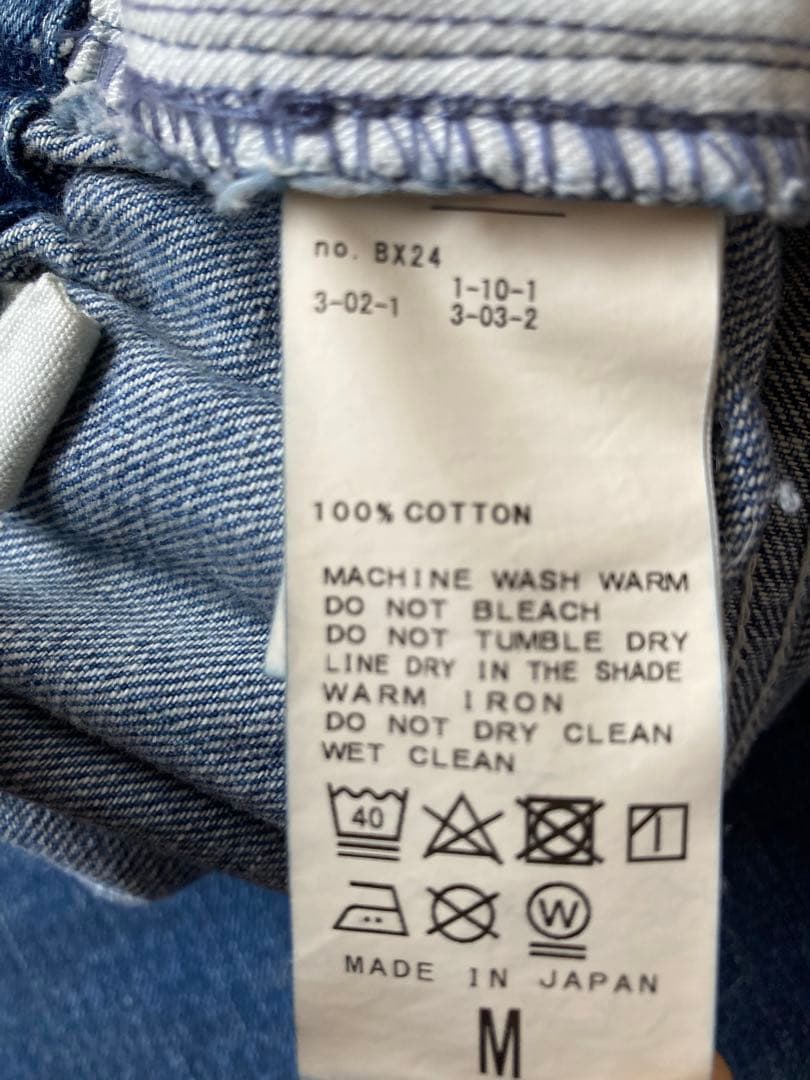 no. BX24
3-02-1 1-10-1
3-03-2
100% COTTON
MACHINE WASH WARM
DO NOT BLEACH
DO NOT TUMBLE DRY
LINE DRY IN THE SHADE
WARM IRON
DO NOT DRY CLEAN
WET CLEAN
40
W
MADE IN JAPAN
M